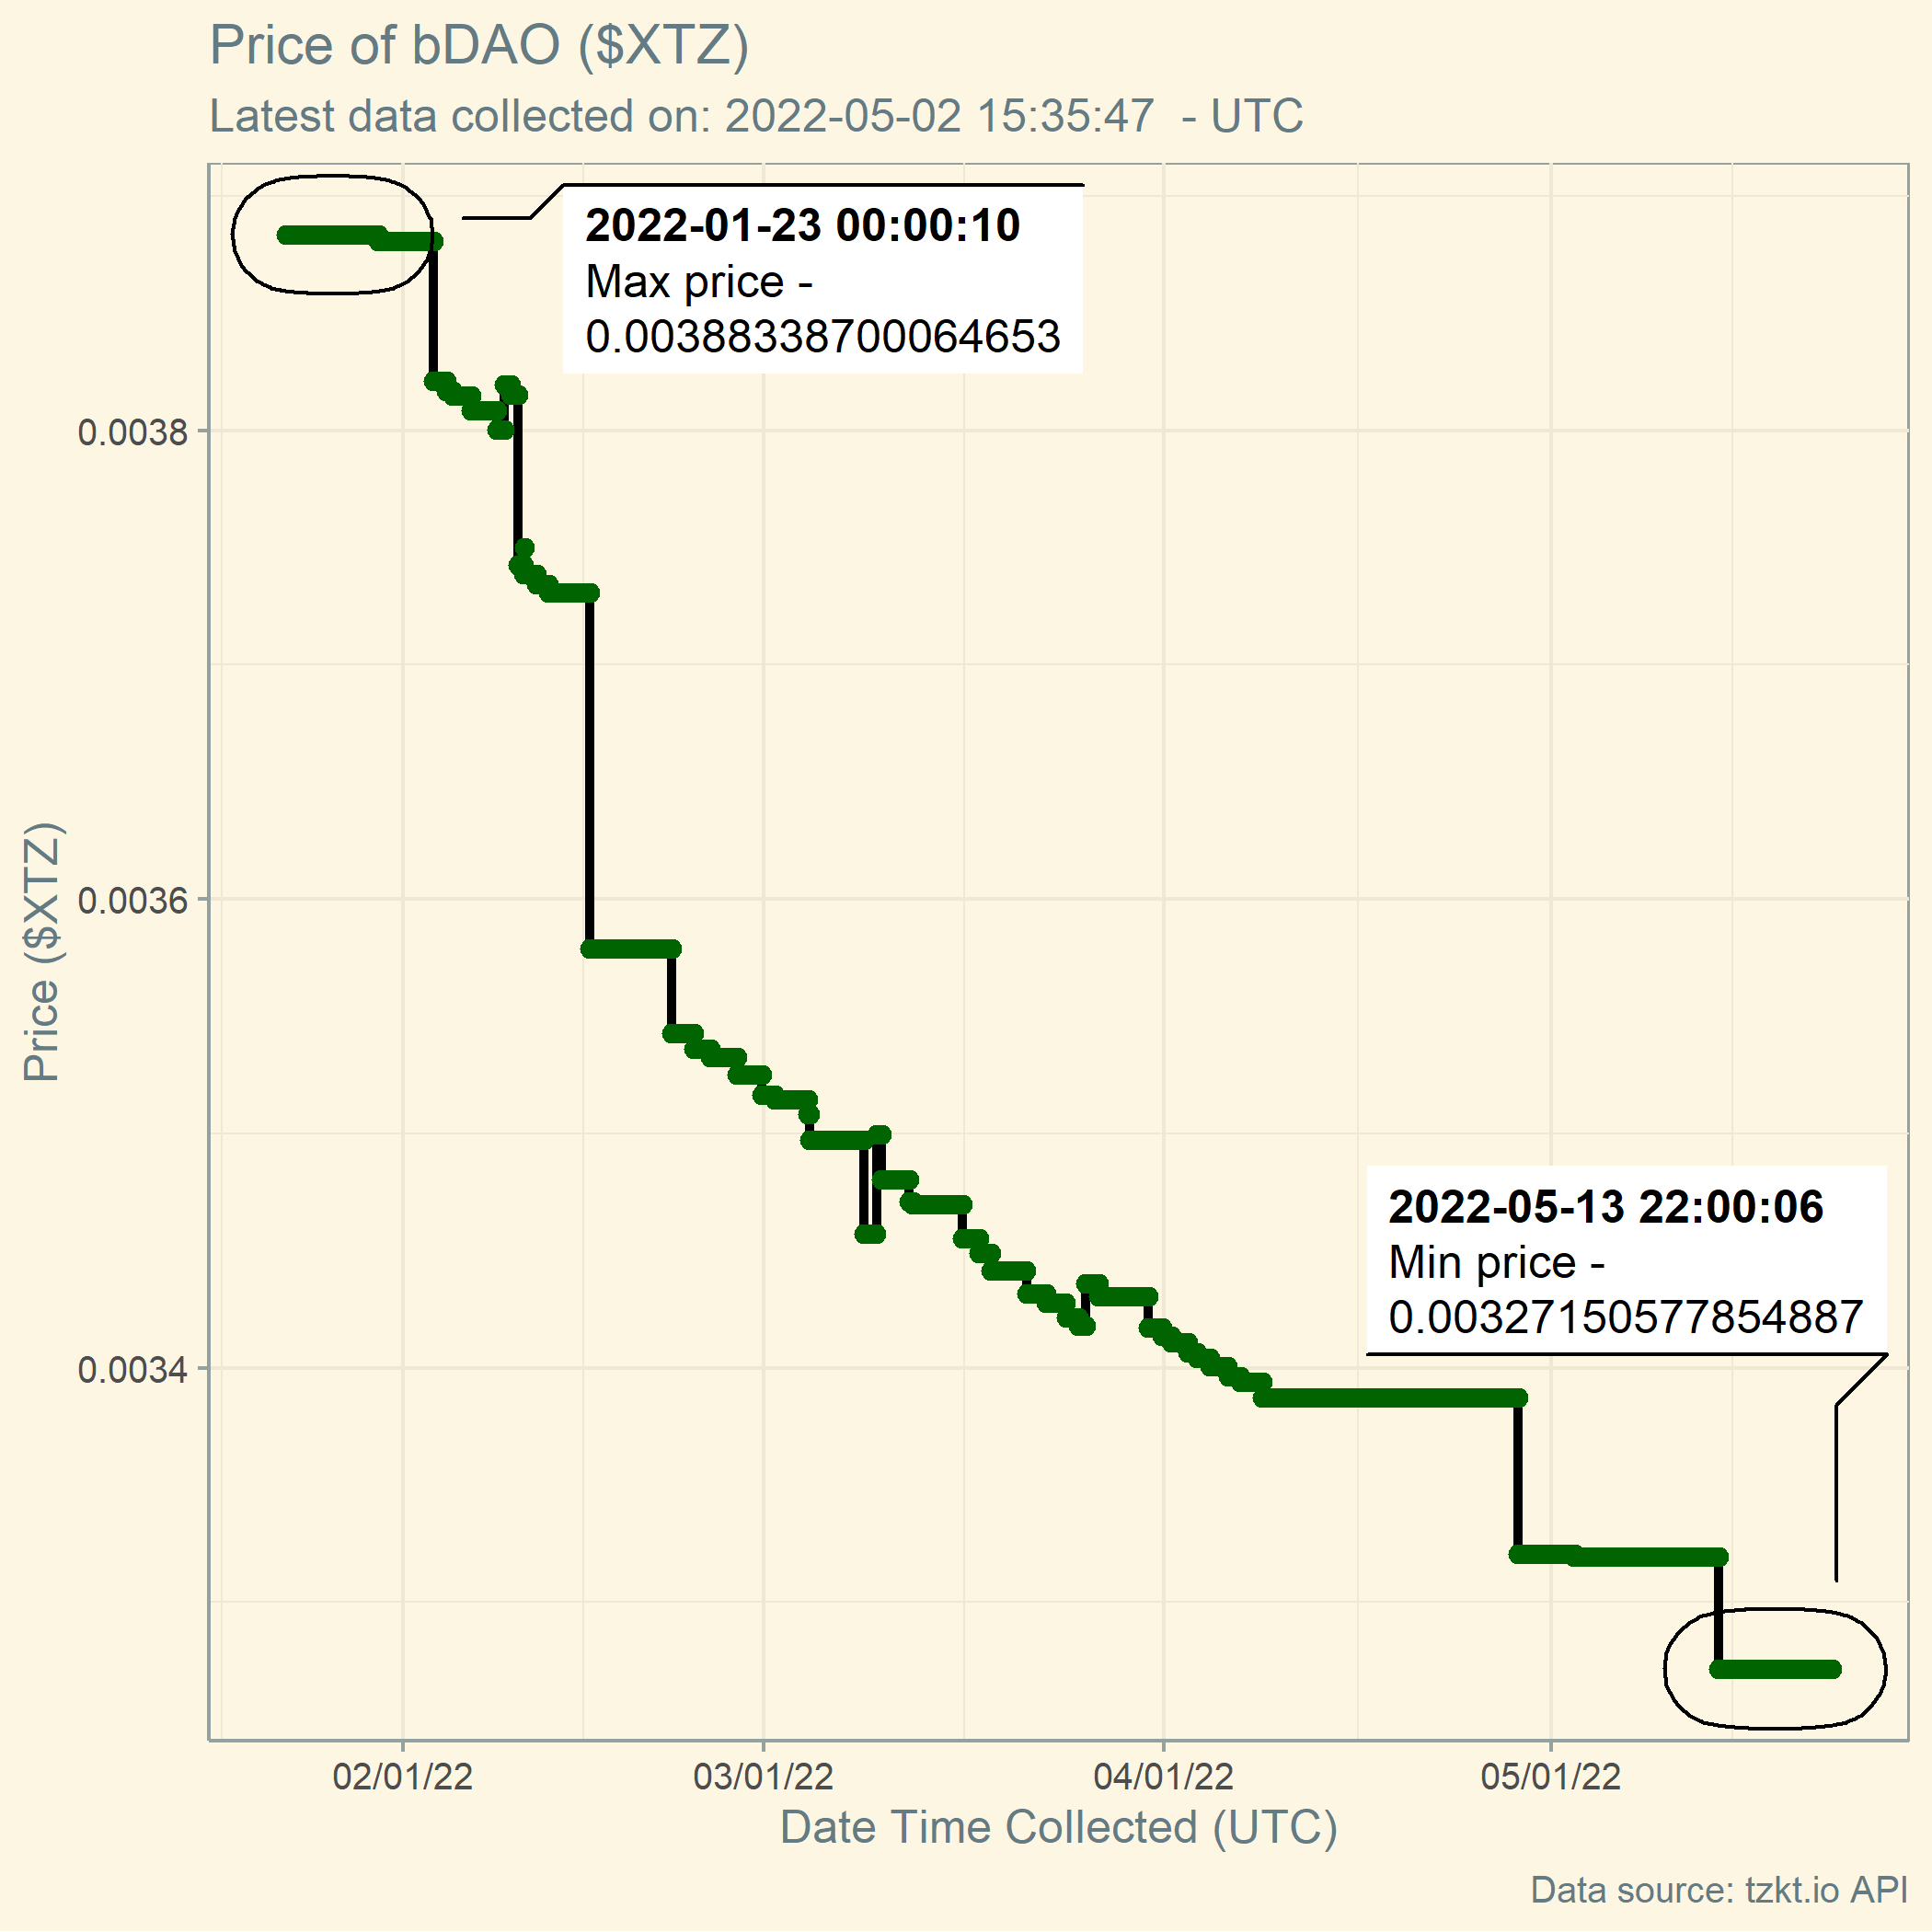 Price of bDAO ($XTZ)
Latest data collected on: 2022-05-02 15:35:47  - UTC
2022-01-23 00:00:10
Max price -
0.00388338700064653
0.0038
0.0036
0.0034
Price ($XTZ)
2022-05-13 22:00:06
Min price -
0.00327150577854887
02/01/22
03/01/22
04/01/22
05/01/22
Date Time Collected (UTC)
Data source: tzkt.io API